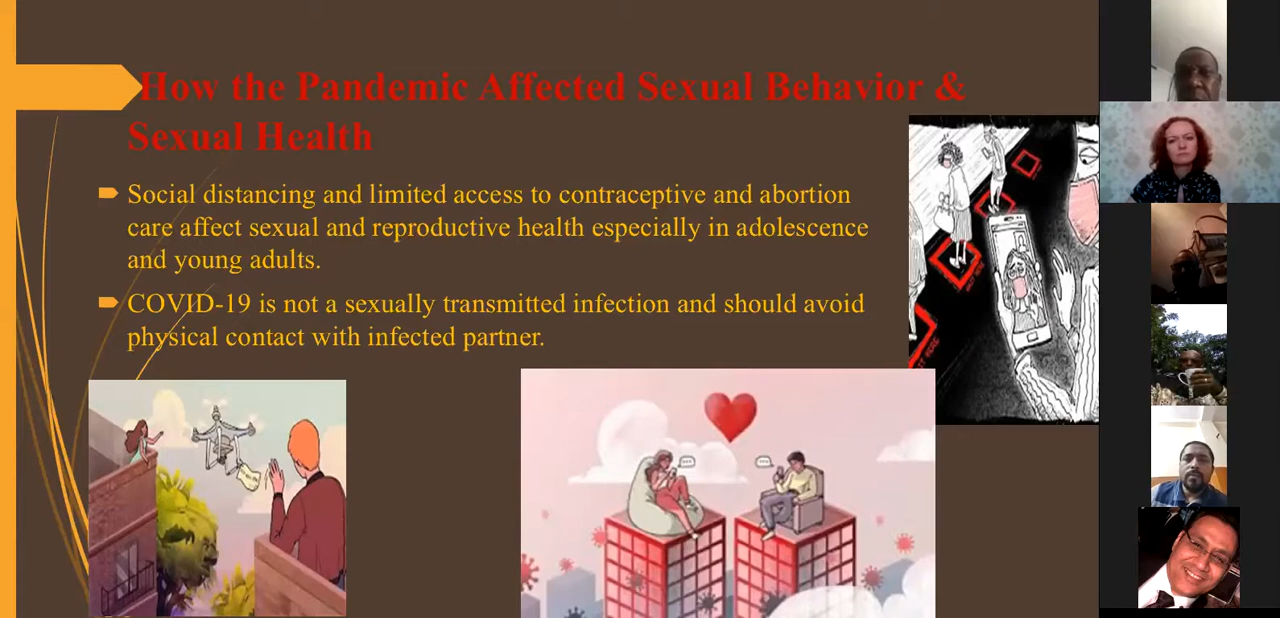 How the Pandemic Affected Sexual Behavior &
Sexual Health
Social distancing and limited access to contraceptive and abortion
care affect sexual and reproductive health especially in adolescence
and young adults.
COVID-19 is not a sexually transmitted infection and should avoid
physical contact with infected partner.